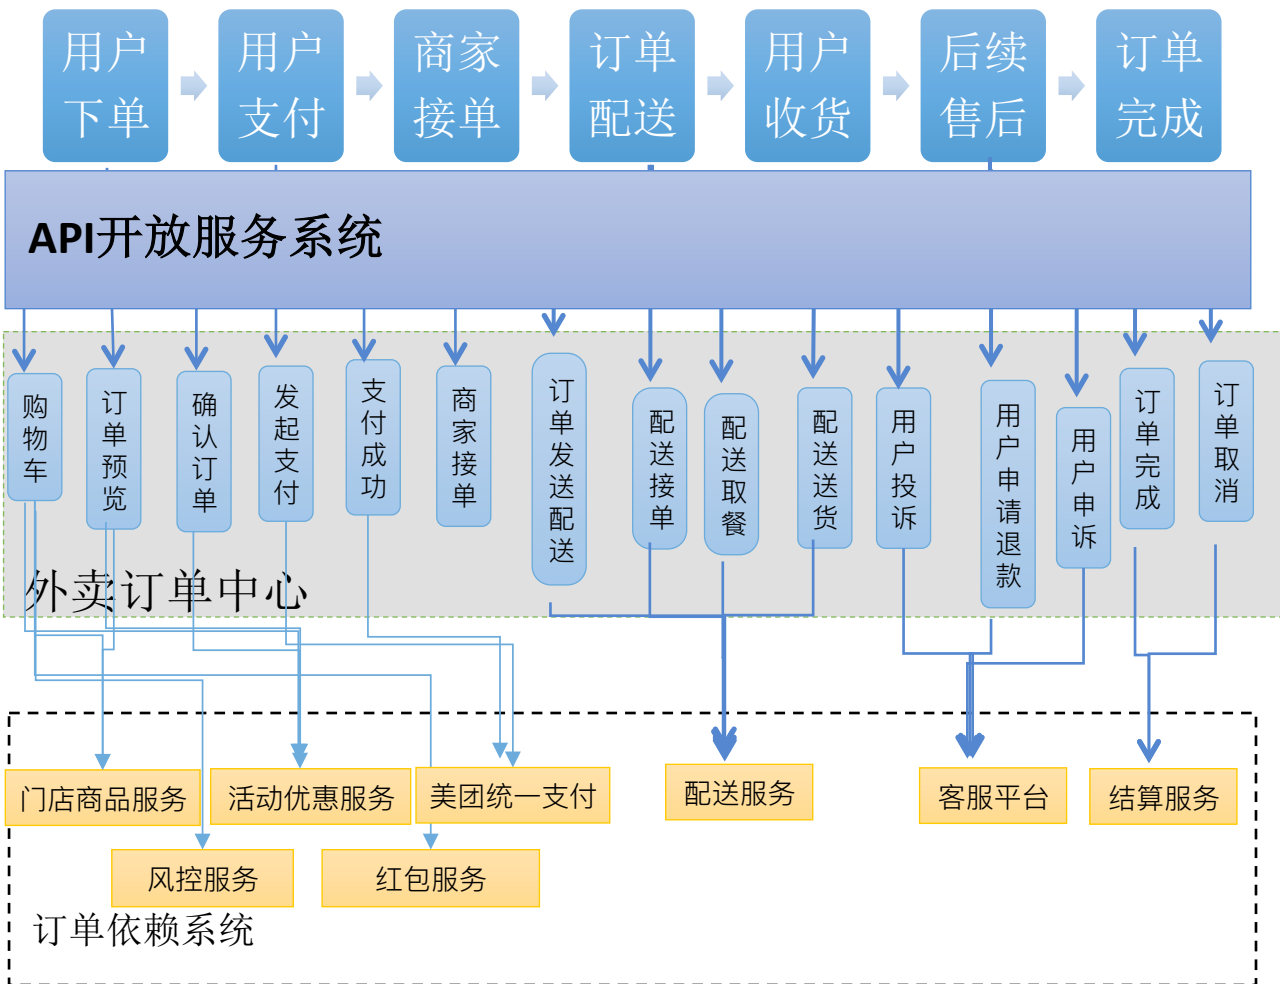 用户
下单
用户
支付
商家
接单
订单
配送
用户
收货
后续
售后
订单
完成
API开放服务系统
购物车
订单预览
确认订单
发起支付
支付成功
商家接单
订单发送配送
配送接单
配送取餐
配送送货
用户投诉
用户申请退款
用户申诉
订单完成
订单取消
外卖订单中心
门店商品服务
活动优惠服务
美团统一支付
配送服务
客服平台
结算服务
风控服务
红包服务
订单依赖系统